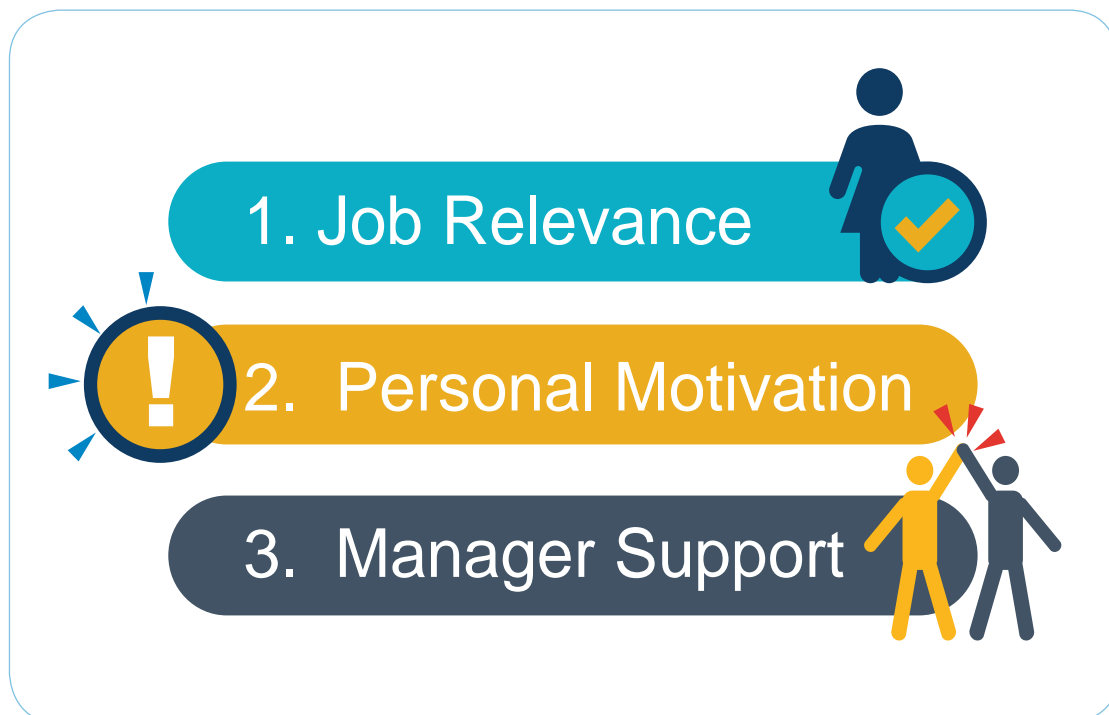 1. Job Relevance
2. Personal Motivation
3. Manager Support